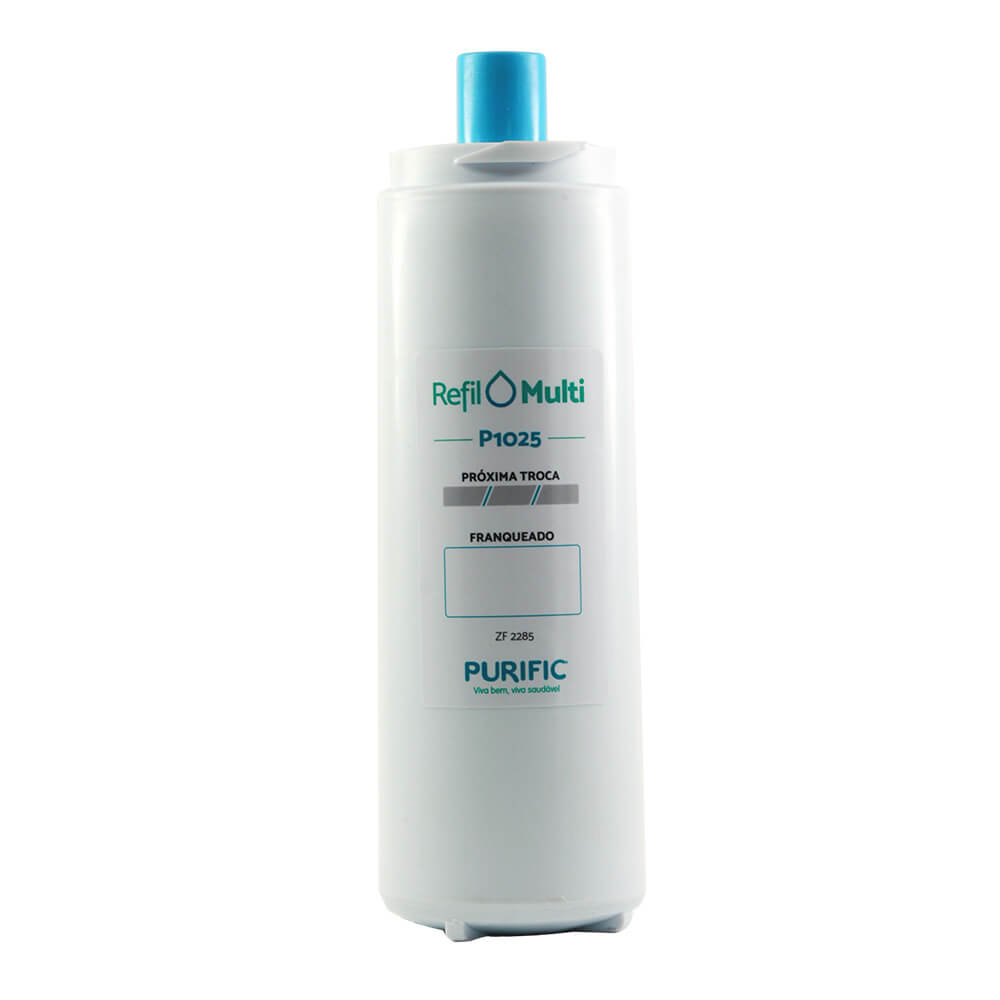 Refil Multi
P1025
PRÓXIMA TROCA
FRANQUEADO
ZF 2285
PURIFIC
Viva bem, viva saudável